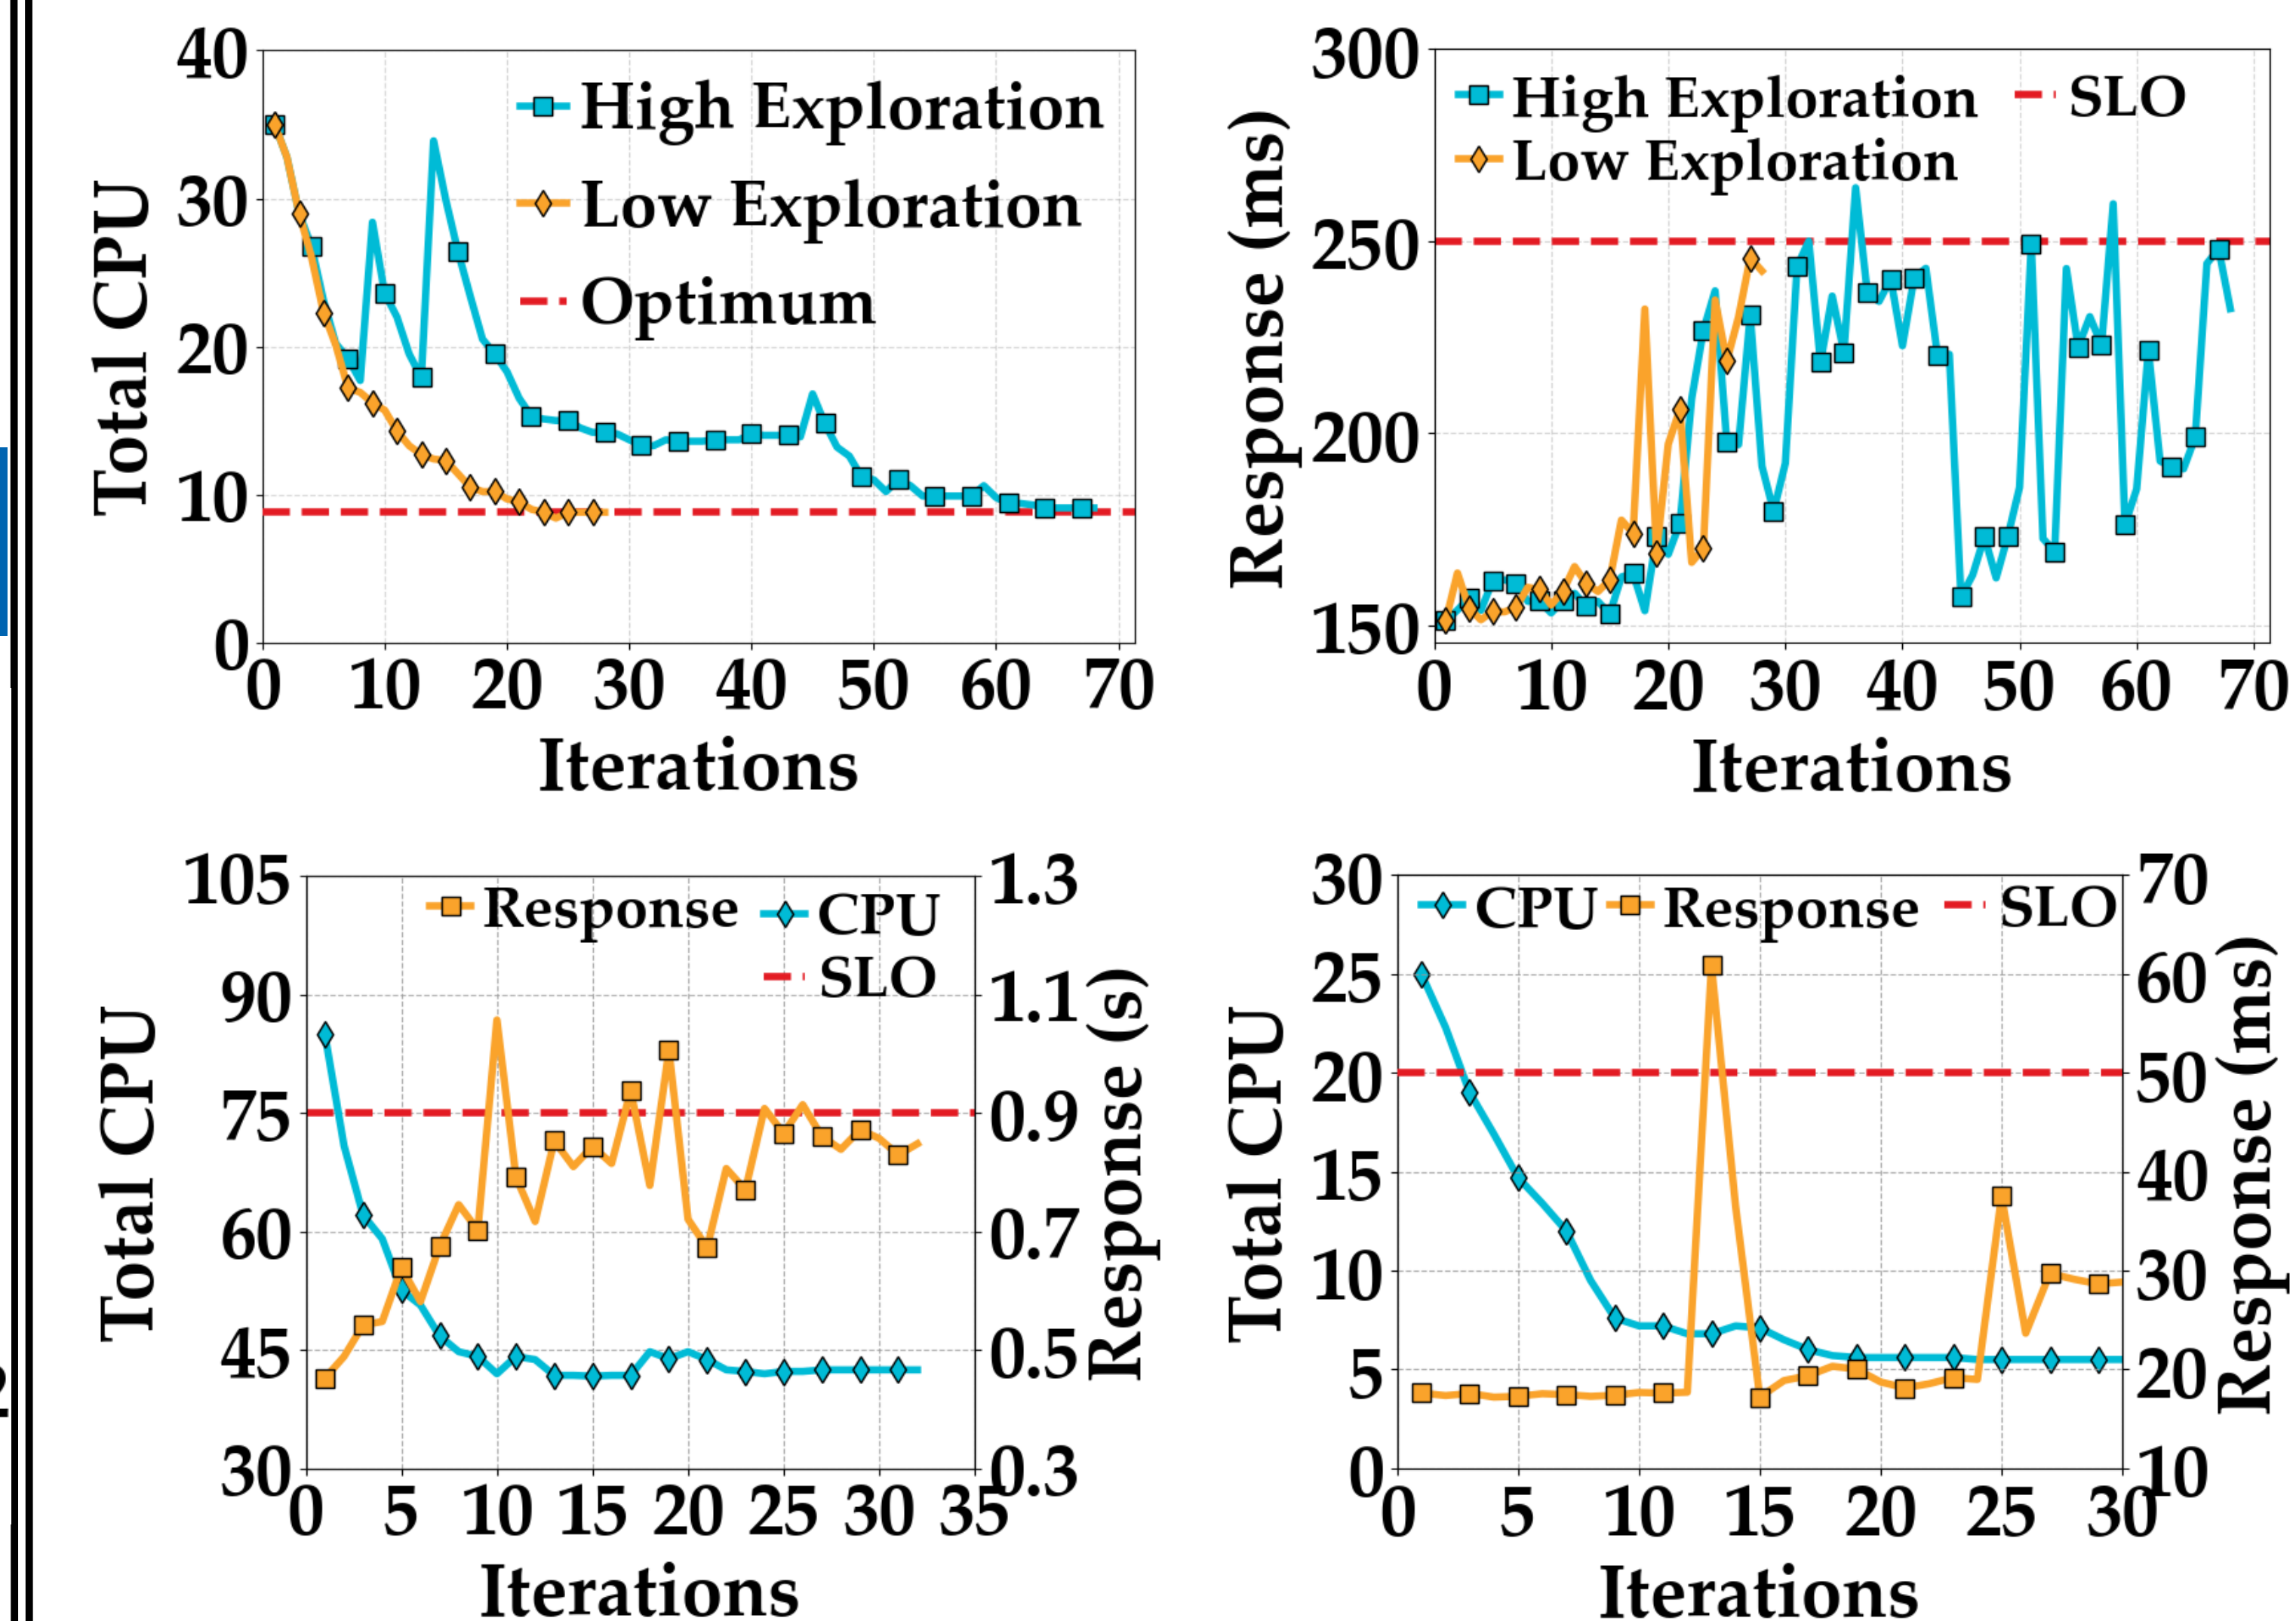 40
30
20
10
0
Total CPU
High Exploration
Low Exploration
Optimum
0 10 20 30 40 50 60 70
Iterations
300
250
200
150
Response (ms)
High Exploration SLO
Low Exploration
0 10 20 30 40 50 60 70
Iterations
105
90
75
60
45
30
Total CPU
Response CPU
SLO
1.3
1.1
0.9
0.7
0.5
0.3
Response (s)
0 5 10 15 20 25 30 35
Iterations
30
25
20
15
10
5
0
Total CPU
CPU Response SLO
70
60
50
40
30
20
10
Response (ms)
0 5 10 15 20 25 30
Iterations